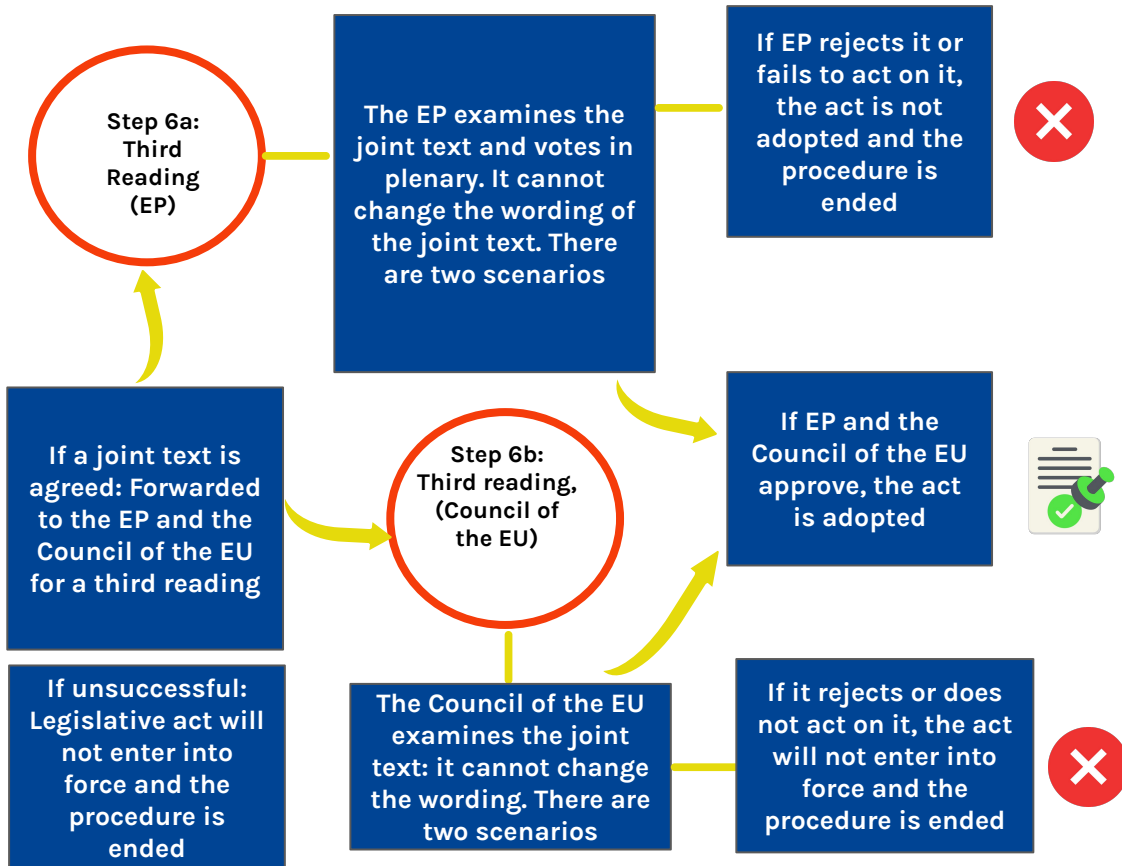 Step 6a:
Third
Reading
(EP)
The EP examines the
joint text and votes in
plenary. It cannot
change the wording of
the joint text. There
are two scenarios
If EP rejects it or
fails to act on it,
the act is not
adopted and the
procedure is
ended
If a joint text is
agreed: Forwarded
to the EP and the
Council of the EU
for a third reading
Step 6b:
Third reading,
(Council of
the EU)
If EP and the
Council of the EU
approve, the act
is adopted
If unsuccessful:
Legislative act will
not enter into
force and the
procedure is
ended
The Council of the EU
examines the joint
text: it cannot change
the wording. There are
two scenarios
If it rejects or does
not act on it, the act
will not enter into
force and the
procedure is ended